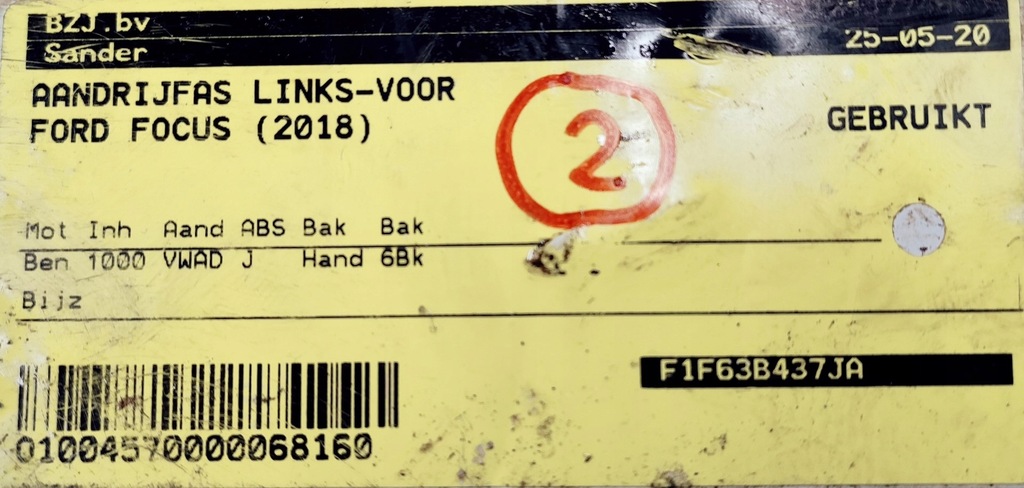 BZJ.bv
Sander 25-05-20
AANDRIJFAS LINKS-VOOR
FORD FOCUS (2018)
GEBRUIKT
2
Mot Inh Aand ABS Bak Bak
Ben 1000 VWAD J Hand 6Bk
Bijz
F1F63B437JA
01004570000068160